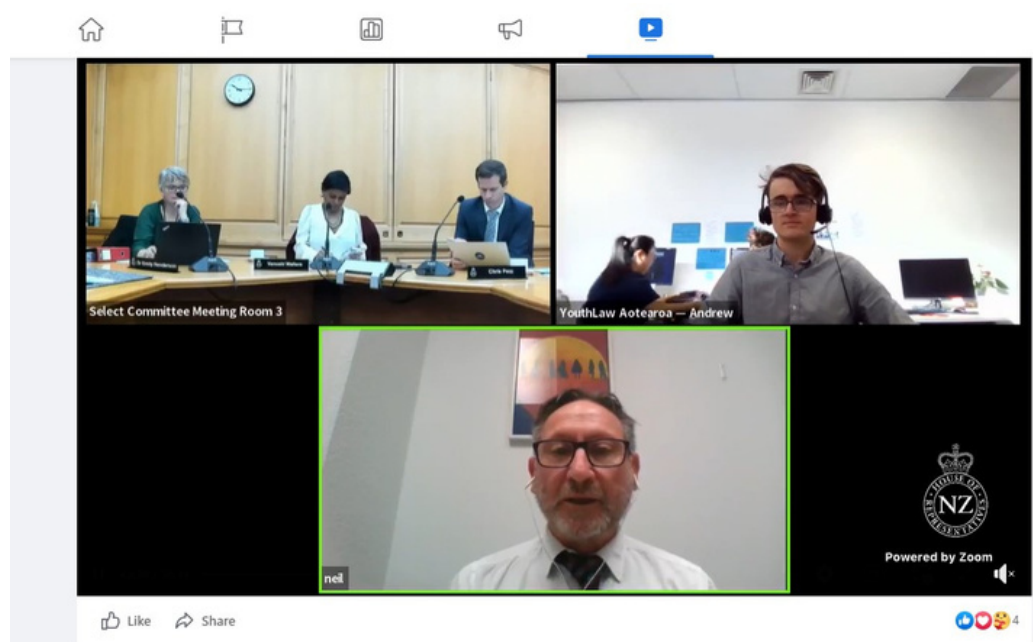 Select Committee Meeting Room 3
YouthLaw Aotearoa — Andrew
neil
HOUSE OF
REPRESENTATIVES
NZ
Powered by Zoom
Like
Share
4